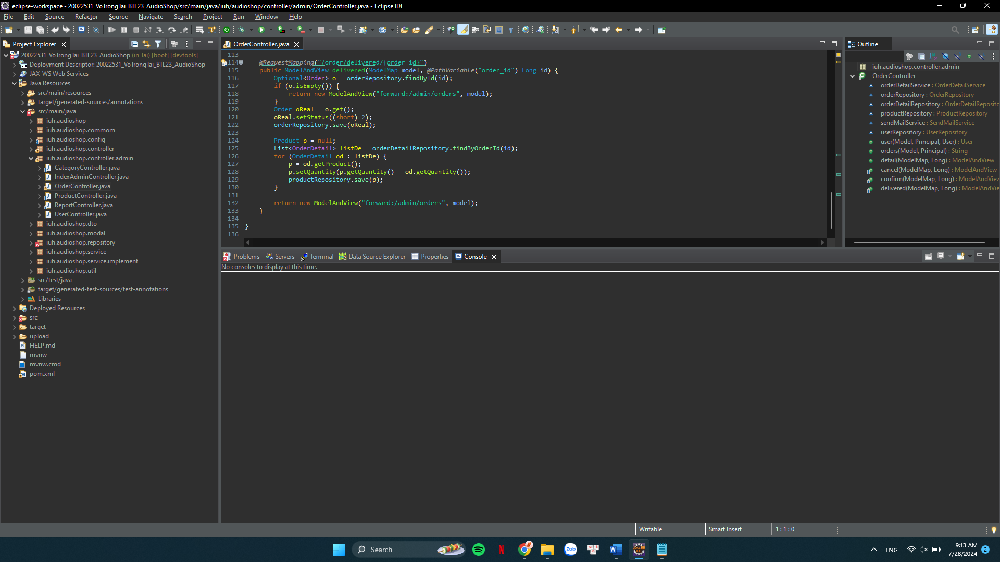 eclipse-workspace - 20022531_VoTrongTai_BTL23_AudioShop/src/main/java/iuh/audioshop/controller/admin/OrderController.java - Eclipse IDE
File Edit Source Refactor Source Navigate Search Project Run Window Help
Project Explorer
20022531_VoTrongTai_BTL23_AudioShop (in Tai) [boot] [devtools]
Deployment Descriptor: 20022531_VoTrongTai_BTL23_AudioShop
JAX-WS Web Services
Java Resources
src/main/resources
target/generated-sources/annotations
src/main/java
iuh.audioshop
iuh.audioshop.commom
iuh.audioshop.config
iuh.audioshop.controller
iuh.audioshop.controller.admin
CategoryController.java
IndexAdminController.java
OrderController.java
ProductController.java
ReportController.java
UserController.java
iuh.audioshop.dto
iuh.audioshop.modal
iuh.audioshop.repository
iuh.audioshop.service
iuh.audioshop.service.implement
iuh.audioshop.util
src/test/java
target/generated-test-sources/test-annotations
Libraries
Deployed Resources
src
target
upload
HELP.md
mvnw
mvnw.cmd
pom.xml
OrderController.java
113
114 @RequestMapping("/order/delivered/{order_id}")
115 public ModelAndView delivered(ModelMap model, @PathVariable("order_id") Long id) {
116 Optional<Order> o = orderRepository.findById(id);
117 if (o.isEmpty()) {
118 return new ModelAndView("forward:/admin/orders", model);
119 }
120 Order oReal = o.get();
121 oReal.setStatus((short) 2);
122 orderRepository.save(oReal);
123
124 Product p = null;
125 List<OrderDetail> listDe = orderDetailRepository.findByOrderId(id);
126 for (OrderDetail od : listDe) {
127 p = od.getProduct();
128 p.setQuantity(p.getQuantity() - od.getQuantity());
129 productRepository.save(p);
130 }
131
132 return new ModelAndView("forward:/admin/orders", model);
133 }
134
135 }
136
Outline
iuh.audioshop.controller.admin
OrderController
orderDetailService : OrderDetailService
orderRepository : OrderRepository
orderDetailRepository : OrderDetailReposito
productRepository : ProductRepository
sendMailService : SendMailService
userRepository : UserRepository
user(Model, Principal, User) : User
orders(Model, Principal) : String
detail(ModelMap, Long) : ModelAndView
cancel(ModelMap, Long) : ModelAndView
confirm(ModelMap, Long) : ModelAndView
delivered(ModelMap, Long) : ModelAndVie
Problems Servers Terminal Data Source Explorer Properties Console
No consoles to display at this time.
Writable Smart Insert 1 : 1 : 0
Search
Zalo
ENG
9:13 AM
7/28/2024
2